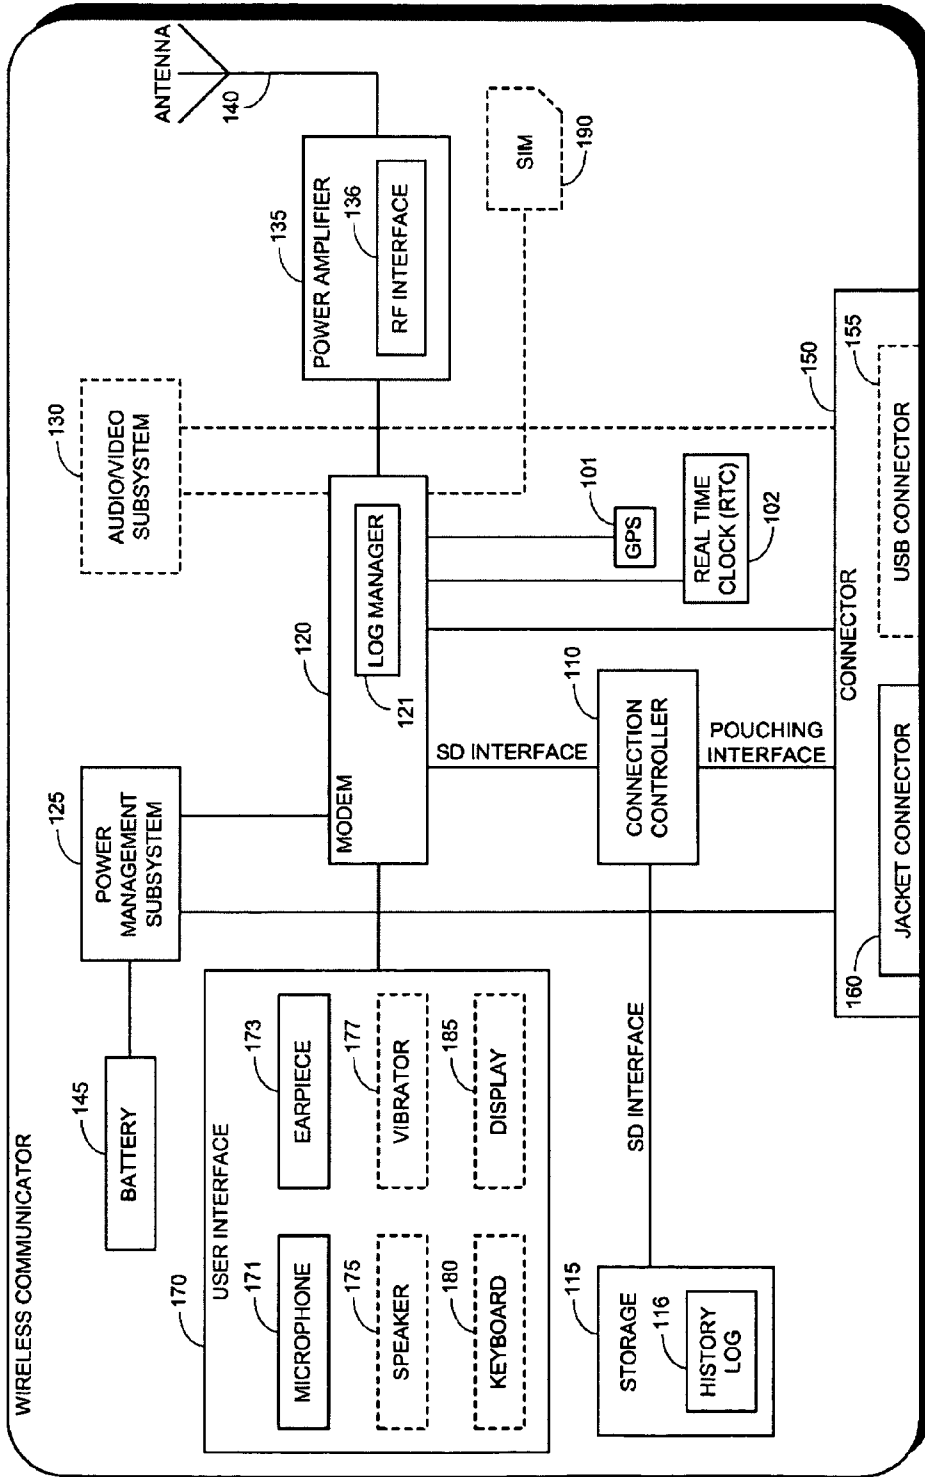 WIRELESS COMMUNICATOR
145
BATTERY
125
POWER
MANAGEMENT
SUBSYSTEM
130
AUDIO/VIDEO
SUBSYSTEM
ANTENNA
140
170
USER INTERFACE
171
MICROPHONE
173
EARPIECE
175
SPEAKER
177
VIBRATOR
180
KEYBOARD
185
DISPLAY
120
MODEM
LOG MANAGER
121
135
POWER AMPLIFIER
136
RF INTERFACE
SIM
190
SD INTERFACE
101
GPS
REAL TIME
CLOCK (RTC)
102
115
STORAGE
116
HISTORY
LOG
SD INTERFACE
110
CONNECTION
CONTROLLER
POUCHING
INTERFACE
150
CONNECTOR
160
JACKET CONNECTOR
155
USB CONNECTOR